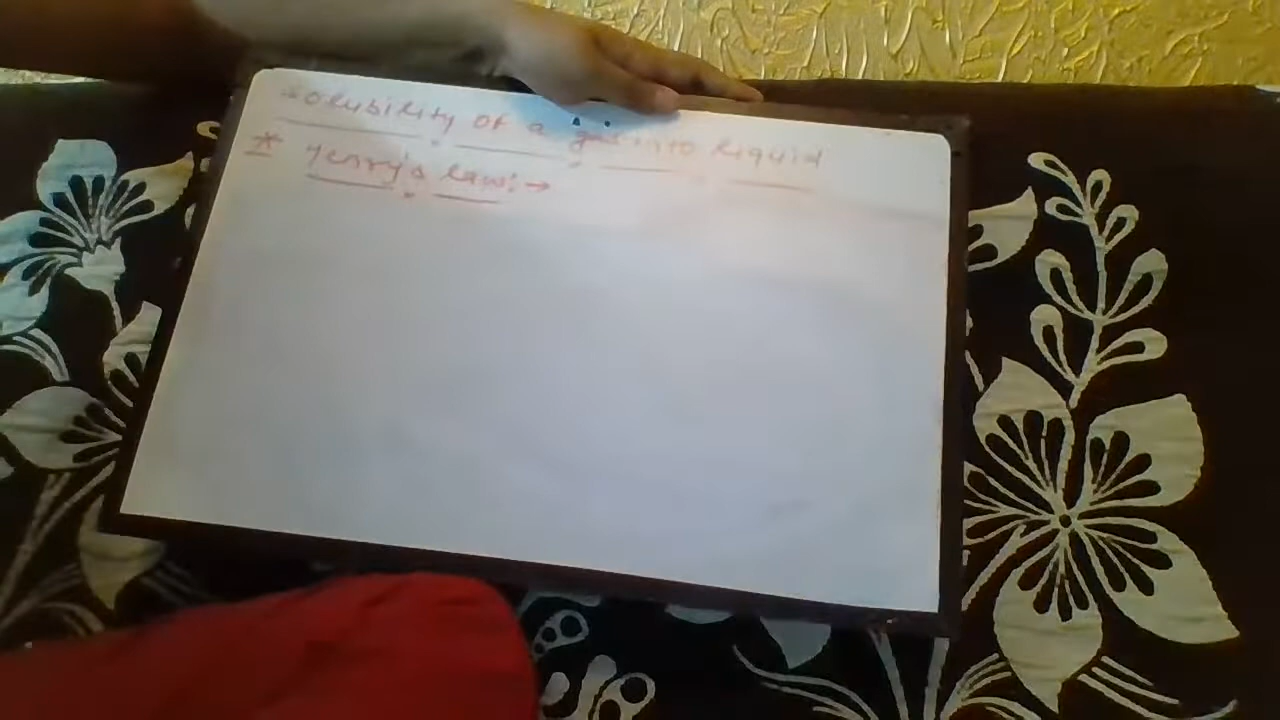 Solubility of a gas into liquid
* Henry's law:→